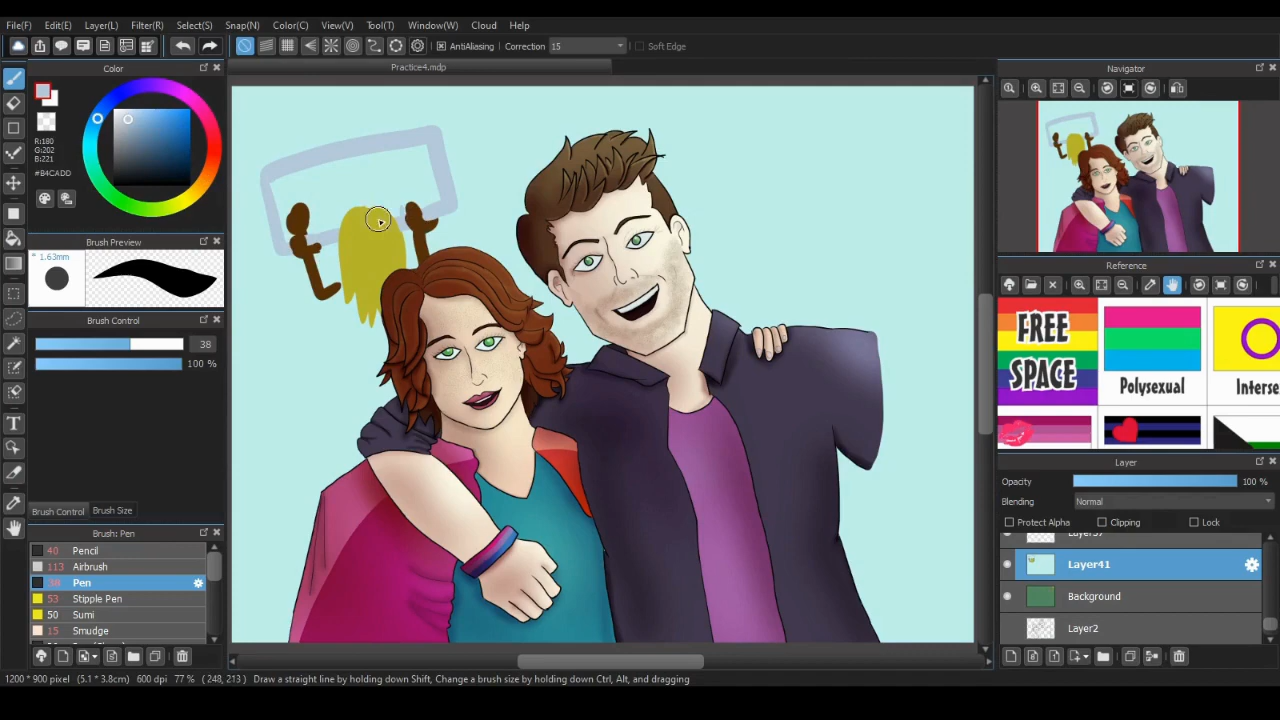 File(F) Edit(E) Layer(L) Filter(R) Select(S) Snap(N) Color(C) View(V) Tool(T) Window(W) Cloud Help
AntiAliasing Correction 15 Soft Edge
Color
Practice4.mdp
Navigator
R:180
G:202
B:221
#B4CADD
Brush Preview
1.63mm
Reference
FREE
SPACE
Polysexual
Interse
Brush Control
38
100 %
Layer
Opacity 100 %
Blending Normal
Protect Alpha Clipping Lock
Brush Control Brush Size
Layer41
Background
Layer2
Brush: Pen
40 Pencil
113 Airbrush
38 Pen
53 Stipple Pen
50 Sumi
15 Smudge
1200 * 900 pixel (5.1 * 3.8cm) 600 dpi 77 % ( 248, 213 ) Draw a straight line by holding down Shift, Change a brush size by holding down Ctrl, Alt, and dragging